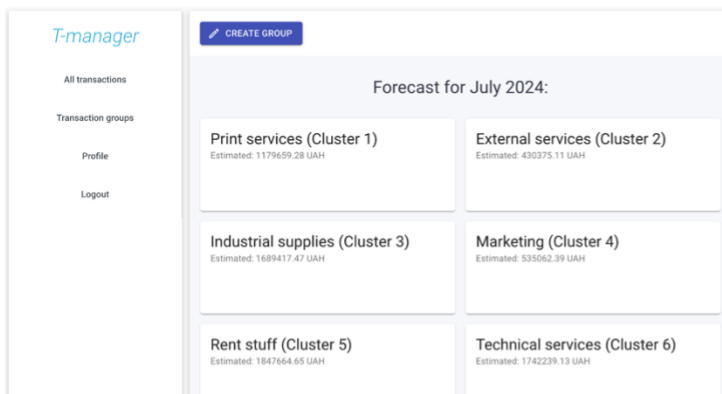 T-manager
All transactions
Transaction groups
Profile
Logout
CREATE GROUP
Forecast for July 2024:
Print services (Cluster 1)
Estimated: 1179659.28 UAH
External services (Cluster 2)
Estimated: 430375.11 UAH
Industrial supplies (Cluster 3)
Estimated: 1689417.47 UAH
Marketing (Cluster 4)
Estimated: 535062.39 UAH
Rent stuff (Cluster 5)
Estimated: 1847664.65 UAH
Technical services (Cluster 6)
Estimated: 1742239.13 UAH